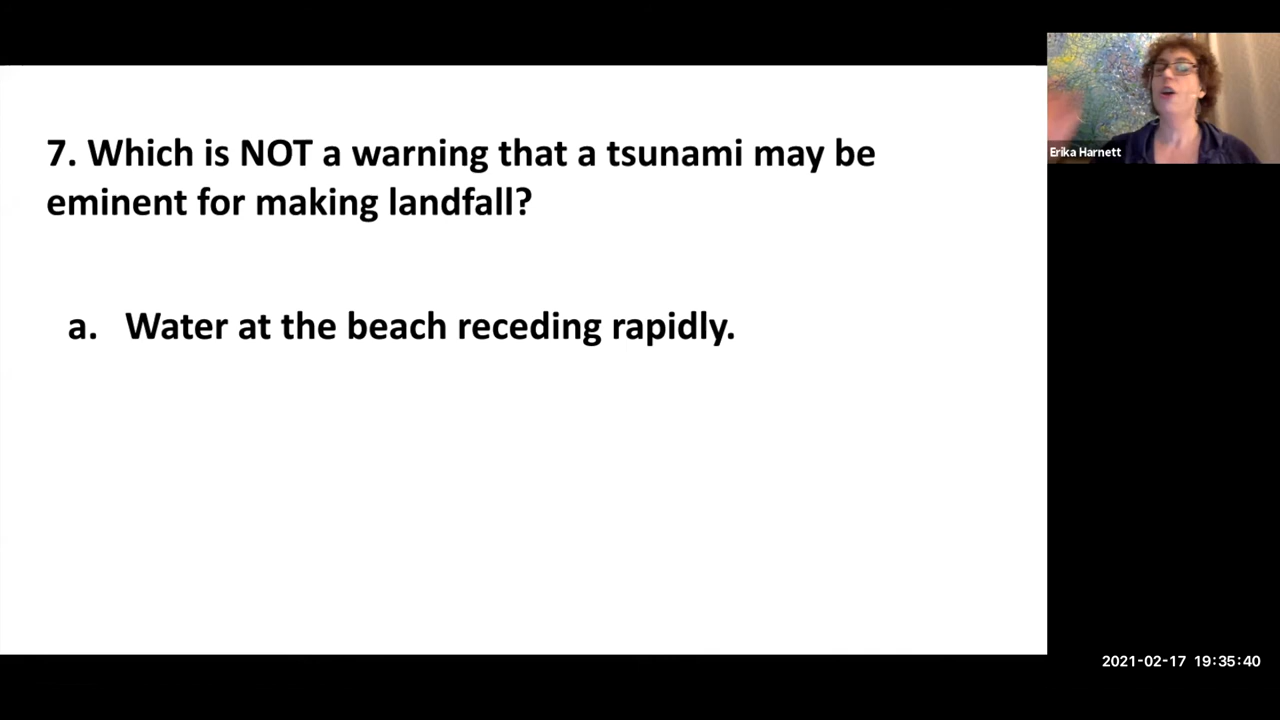 7. Which is NOT a warning that a tsunami may be
eminent for making landfall?
a. Water at the beach receding rapidly.
Erika Harnett
2021-02-17 19:35:40